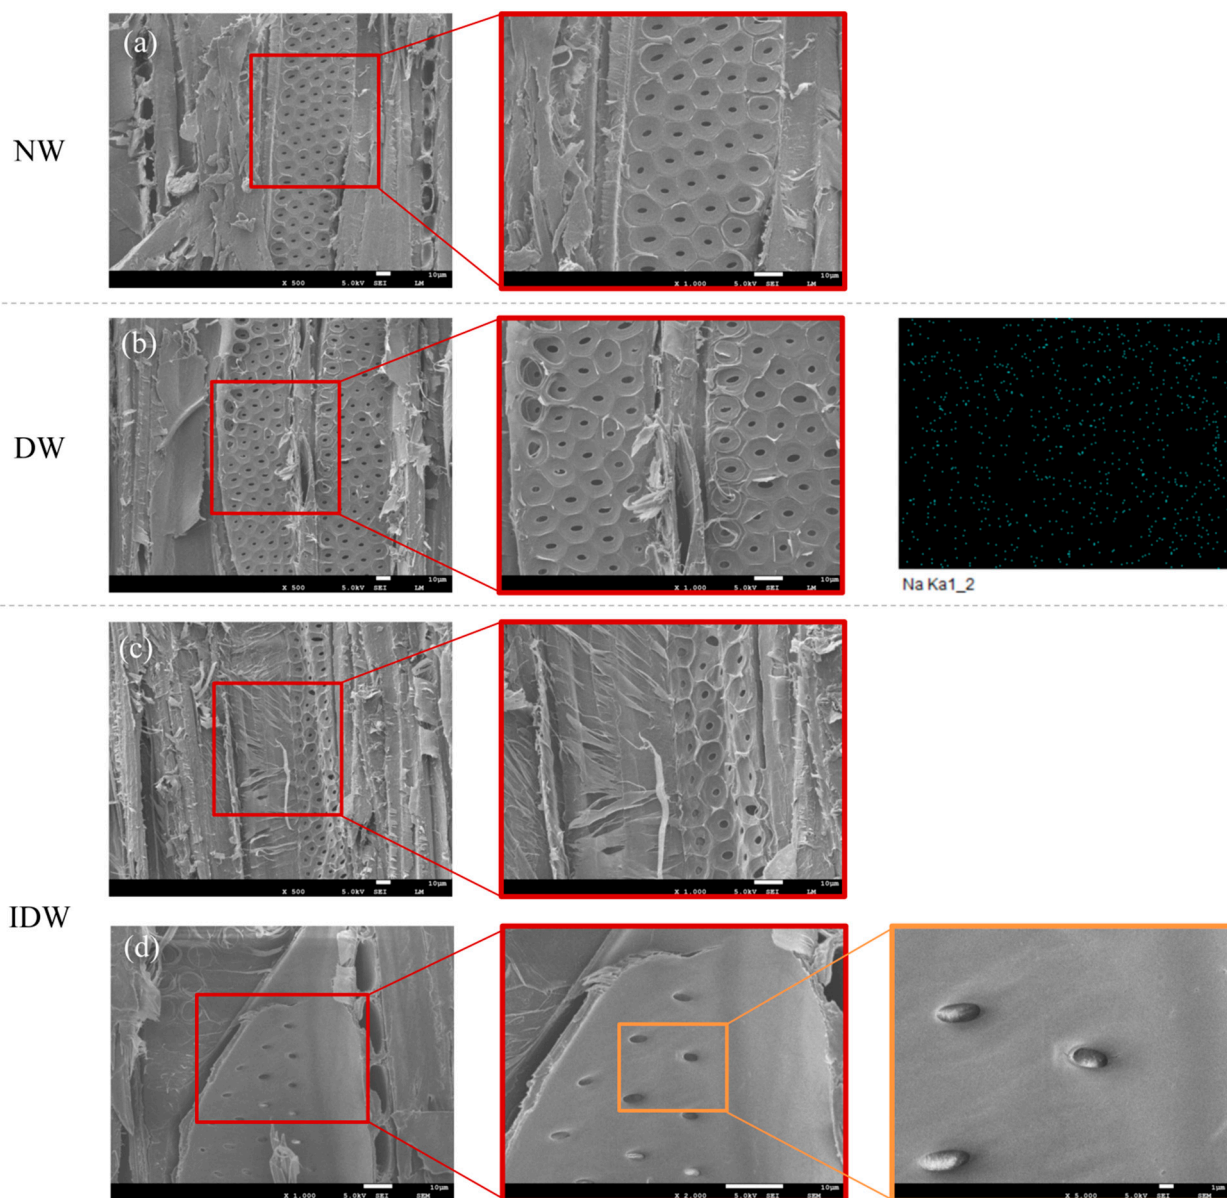 NW
(a)
X 500 5.0kV SEI LM 10μm
X 1,000 5.0kV SEI LM 10μm
DW
(b)
X 500 5.0kV SEI LM 10μm
X 1,000 5.0kV SEI LM 10μm
Na Ka1_2
IDW
(c)
X 500 5.0kV SEI LM 10μm
X 1,000 5.0kV SEI LM 10μm
(d)
X 1,000 5.0kV SEI SEM 10μm
X 2,000 5.0kV SEI SEM 10μm
X 5,000 5.0kV SEI SEM 1μm